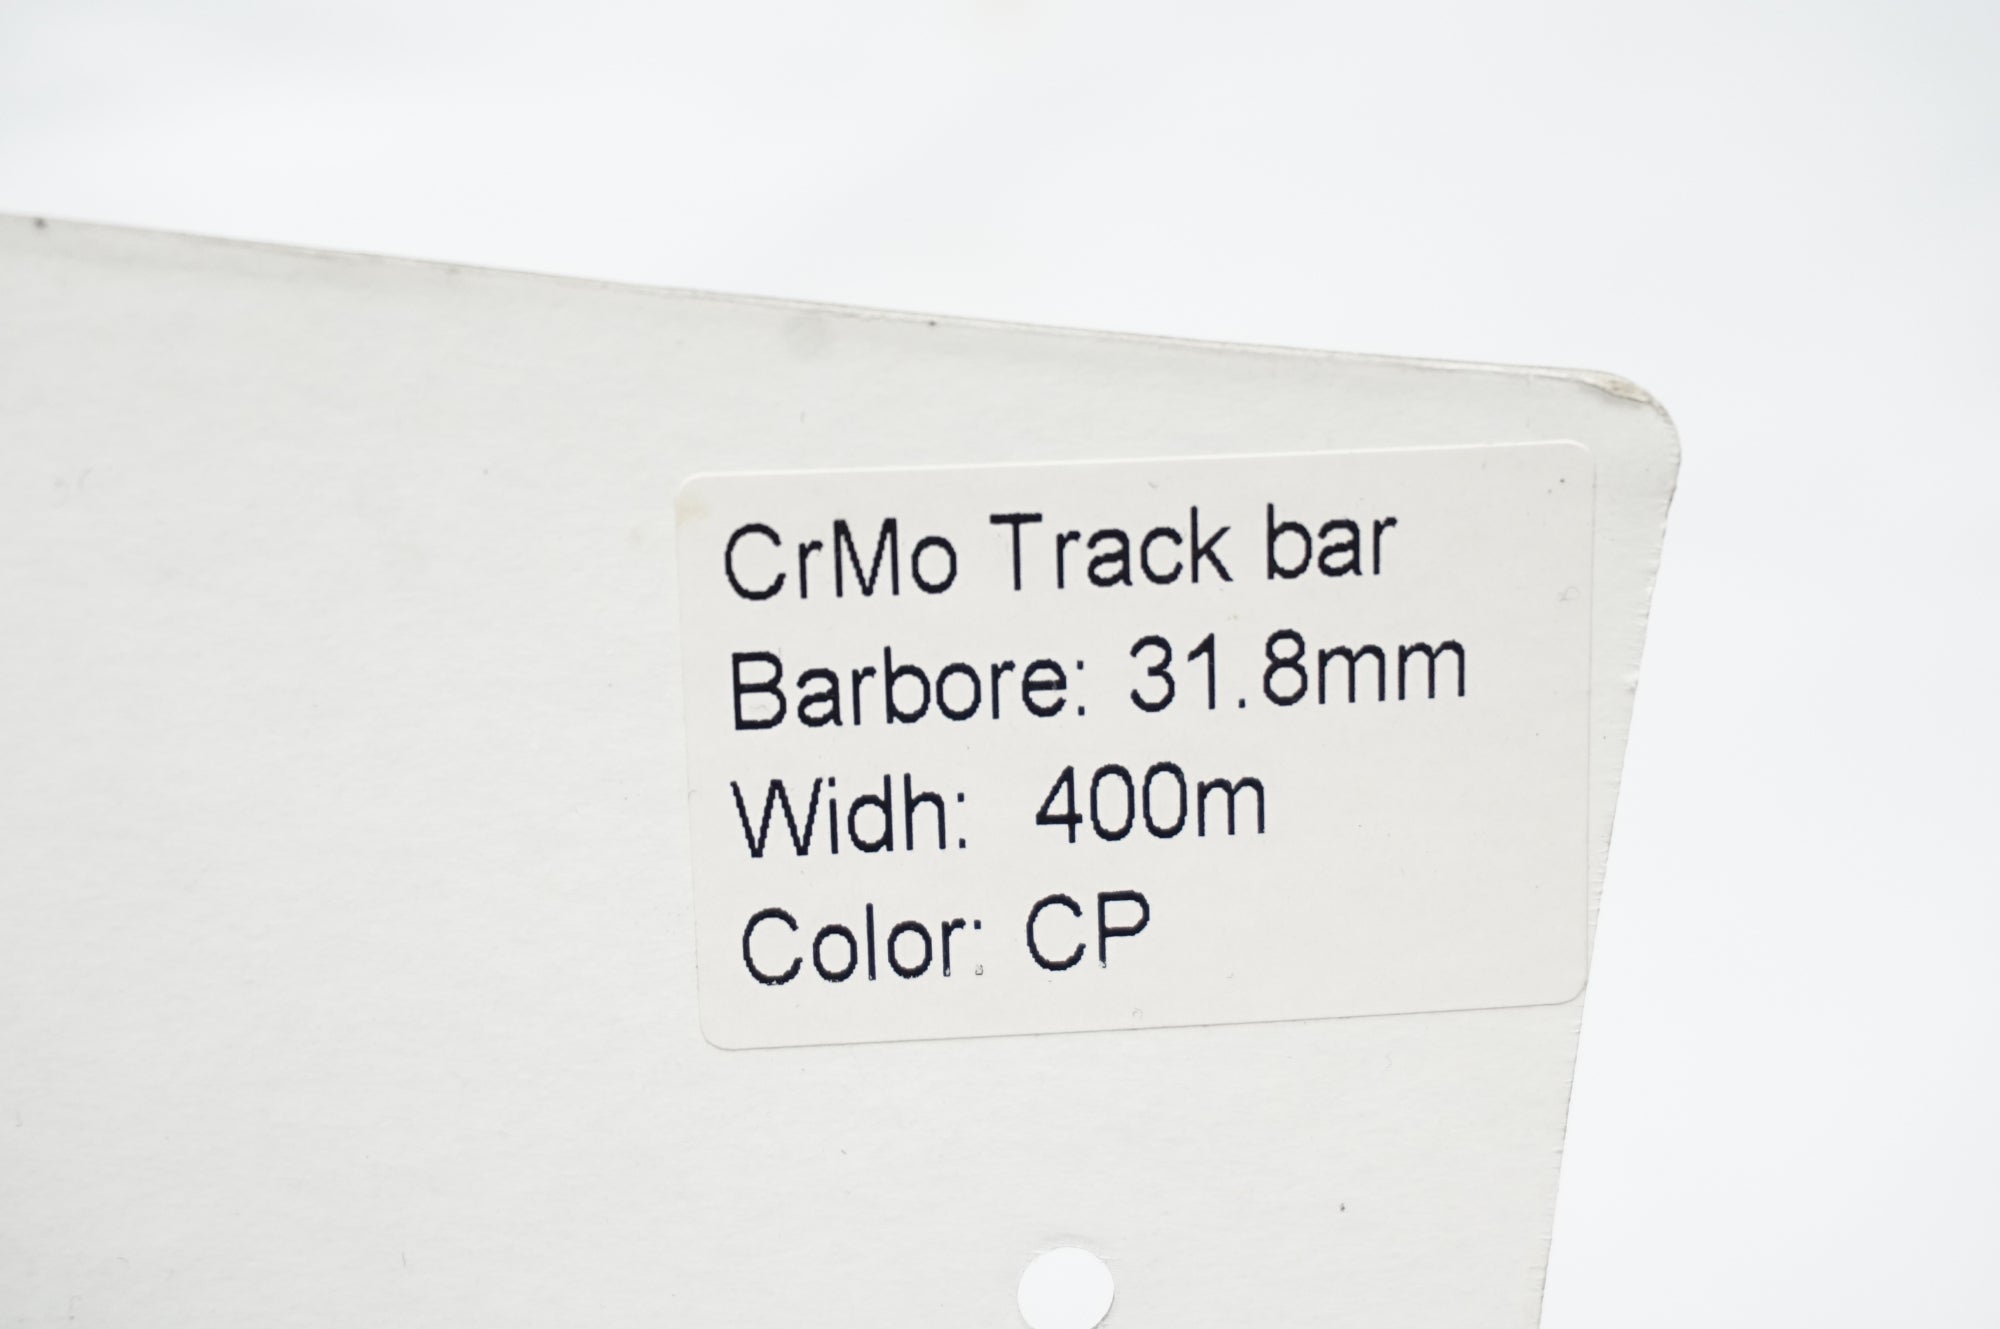 CrMo Track bar
Barbore: 31.8mm
Widh: 400m
Color: CP